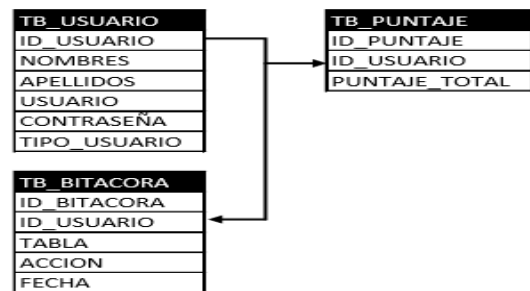 TB_USUARIO
ID_USUARIO
NOMBRES
APELLIDOS
USUARIO
CONTRASEÑA
TIPO_USUARIO
TB_PUNTAJE
ID_PUNTAJE
ID_USUARIO
PUNTAJE_TOTAL
TB_BITACORA
ID_BITACORA
ID_USUARIO
TABLA
ACCION
FECHA